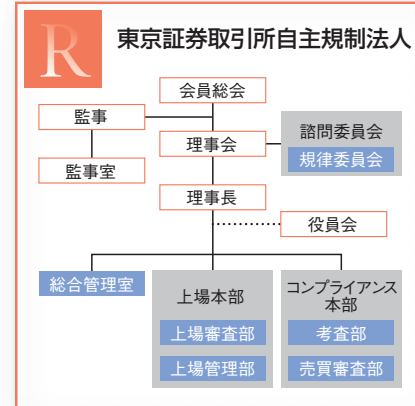 R
東京証券取引所自主規制法人
会員総会
監事
諮問委員会
理事会
規律委員会
監事室
理事長
役員会
総合管理室
上場本部
コンプライアンス
本部
上場審査部
考査部
上場管理部
売買審査部